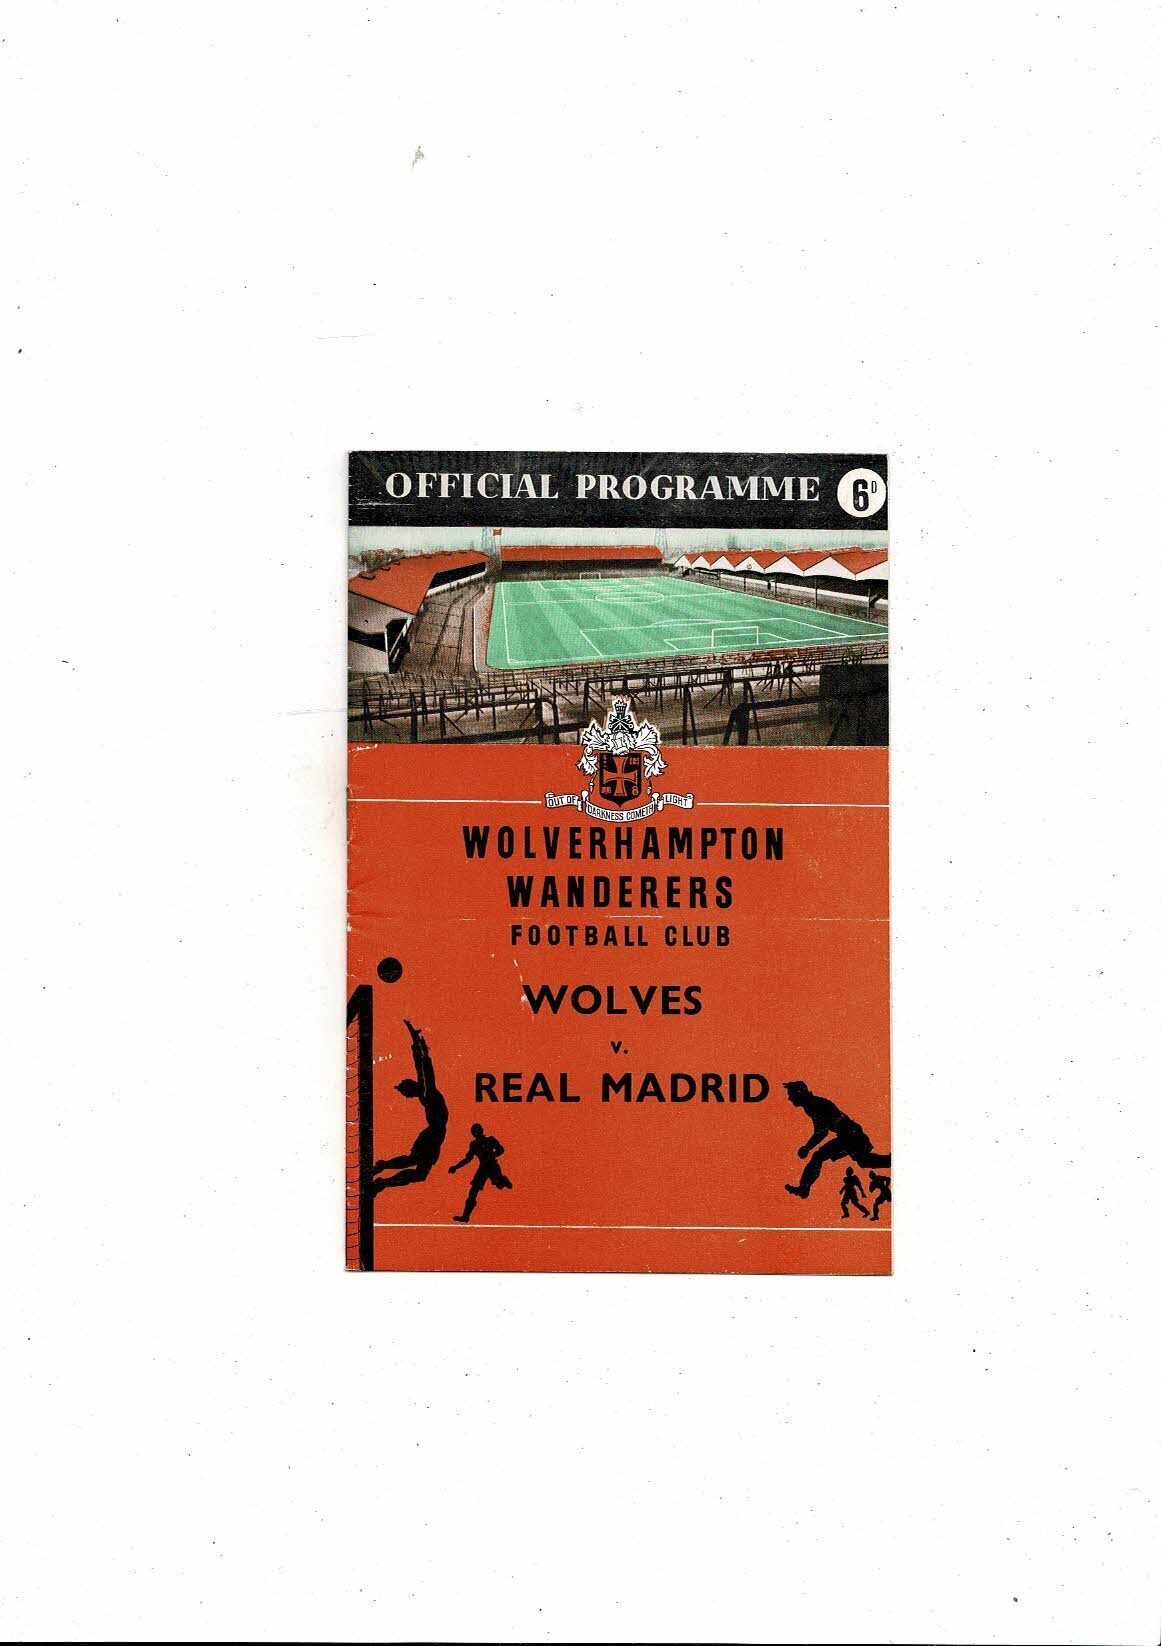 OFFICIAL PROGRAMME 6D
OUT OF DARKNESS COMETH LIGHT
WOLVERHAMPTON
WANDERERS
FOOTBALL CLUB
WOLVES
v.
REAL MADRID